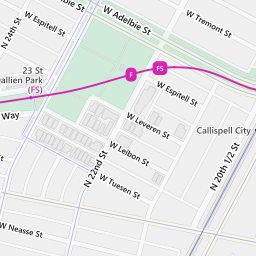 W Adelbie St
W Tremont St
W Espitell St
N 24th St
23 St
allien Park
(FS)
F
FS
W Espitell St
Way
W Leveren St
Callispell City
W Leibon St
N 22nd St
N 20th 1/2 St
W Tuesen St
W Neasse St